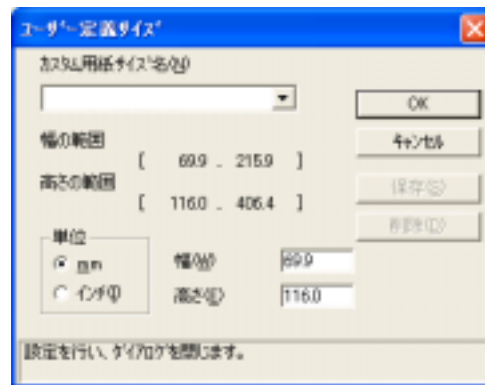 ユーザー定義サイズ
カスタム用紙サイズ名(N)
OK
幅の範囲
キャンセル
[ 69.9 - 215.9 ]
高さの範囲
保存(S)
[ 116.0 - 406.4 ]
削除(D)
単位
mm
幅(W)
69.9
インチ(I)
高さ(E)
116.0
設定を行い、ダイアログを閉じます。